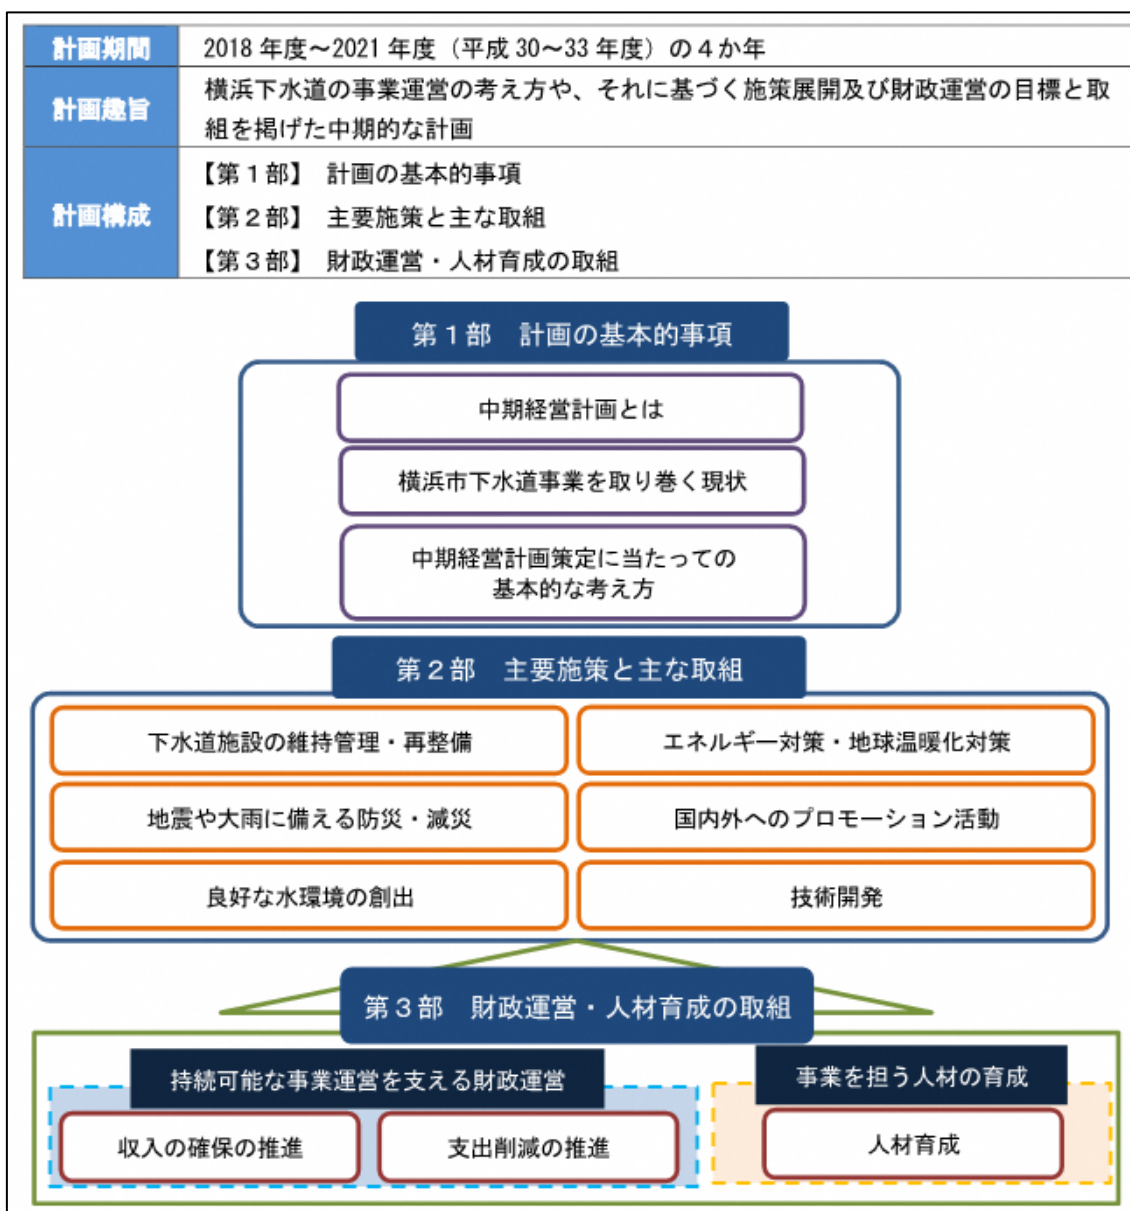 計画期間
2018 年度～2021 年度（平成 30～33 年度）の４か年
計画趣旨
横浜下水道の事業運営の考え方や、それに基づく施策展開及び財政運営の目標と取
組を掲げた中期的な計画
計画構成
【第１部】 計画の基本的事項
【第２部】 主要施策と主な取組
【第３部】 財政運営・人材育成の取組
第１部　計画の基本的事項
中期経営計画とは
横浜市下水道事業を取り巻く現状
中期経営計画策定に当たっての
基本的な考え方
第２部　主要施策と主な取組
下水道施設の維持管理・再整備
エネルギー対策・地球温暖化対策
地震や大雨に備える防災・減災
国内外へのプロモーション活動
良好な水環境の創出
技術開発
第３部　財政運営・人材育成の取組
持続可能な事業運営を支える財政運営
事業を担う人材の育成
収入の確保の推進
支出削減の推進
人材育成